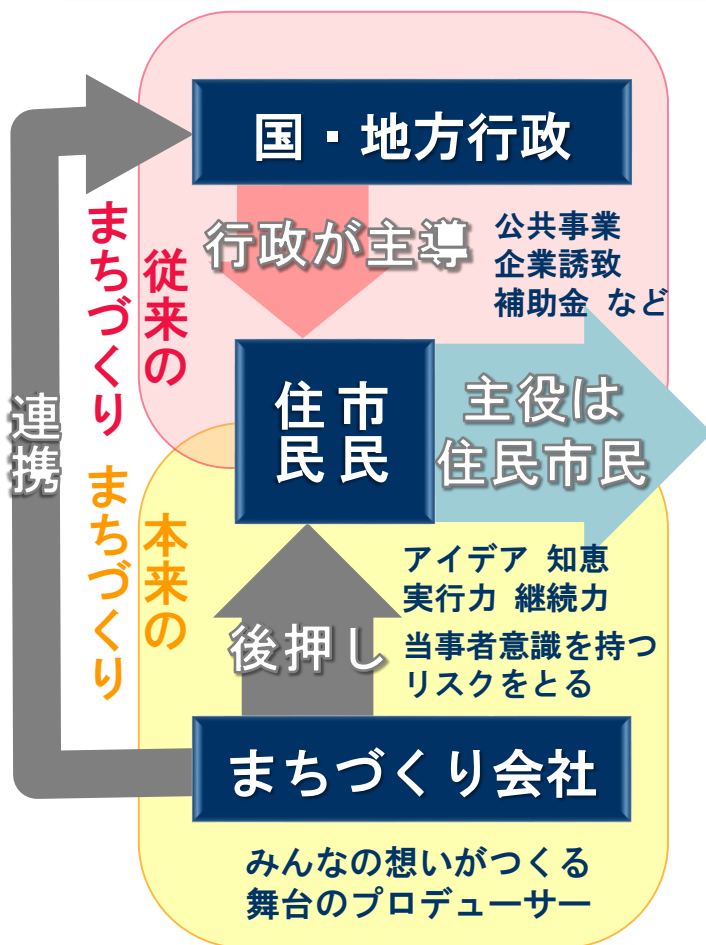 国・地方行政
行政が主導
公共事業
企業誘致
補助金 など
従来の
まちづくり
住民
市民
主役は
住民市民
連携
本来の
まちづくり
アイデア 知恵
実行力 継続力
当事者意識を持つ
リスクをとる
後押し
まちづくり会社
みんなの想いがつくる
舞台のプロデューサー